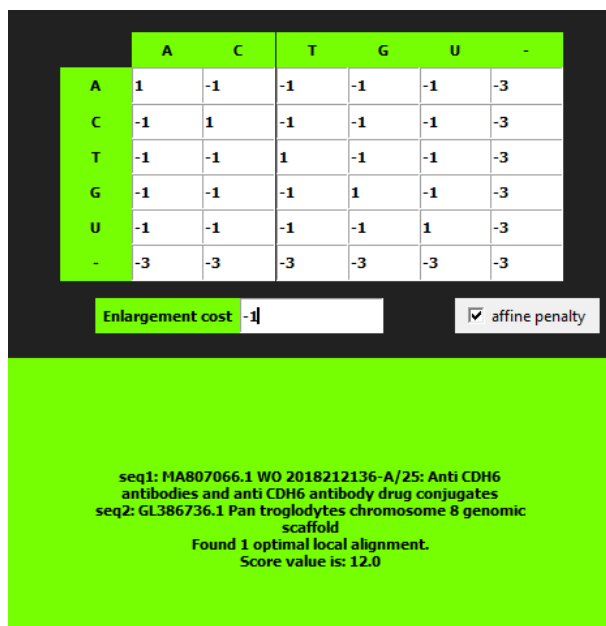 A C T G U -
A 1 -1 -1 -1 -1 -3
C -1 1 -1 -1 -1 -3
T -1 -1 1 -1 -1 -3
G -1 -1 -1 1 -1 -3
U -1 -1 -1 -1 1 -3
- -3 -3 -3 -3 -3 -3
Enlargement cost -1 affine penalty
seq1: MA807066.1 WO 2018212136-A/25: Anti CDH6
antibodies and anti CDH6 antibody drug conjugates
seq2: GL386736.1 Pan troglodytes chromosome 8 genomic
scaffold
Found 1 optimal local alignment.
Score value is: 12.0